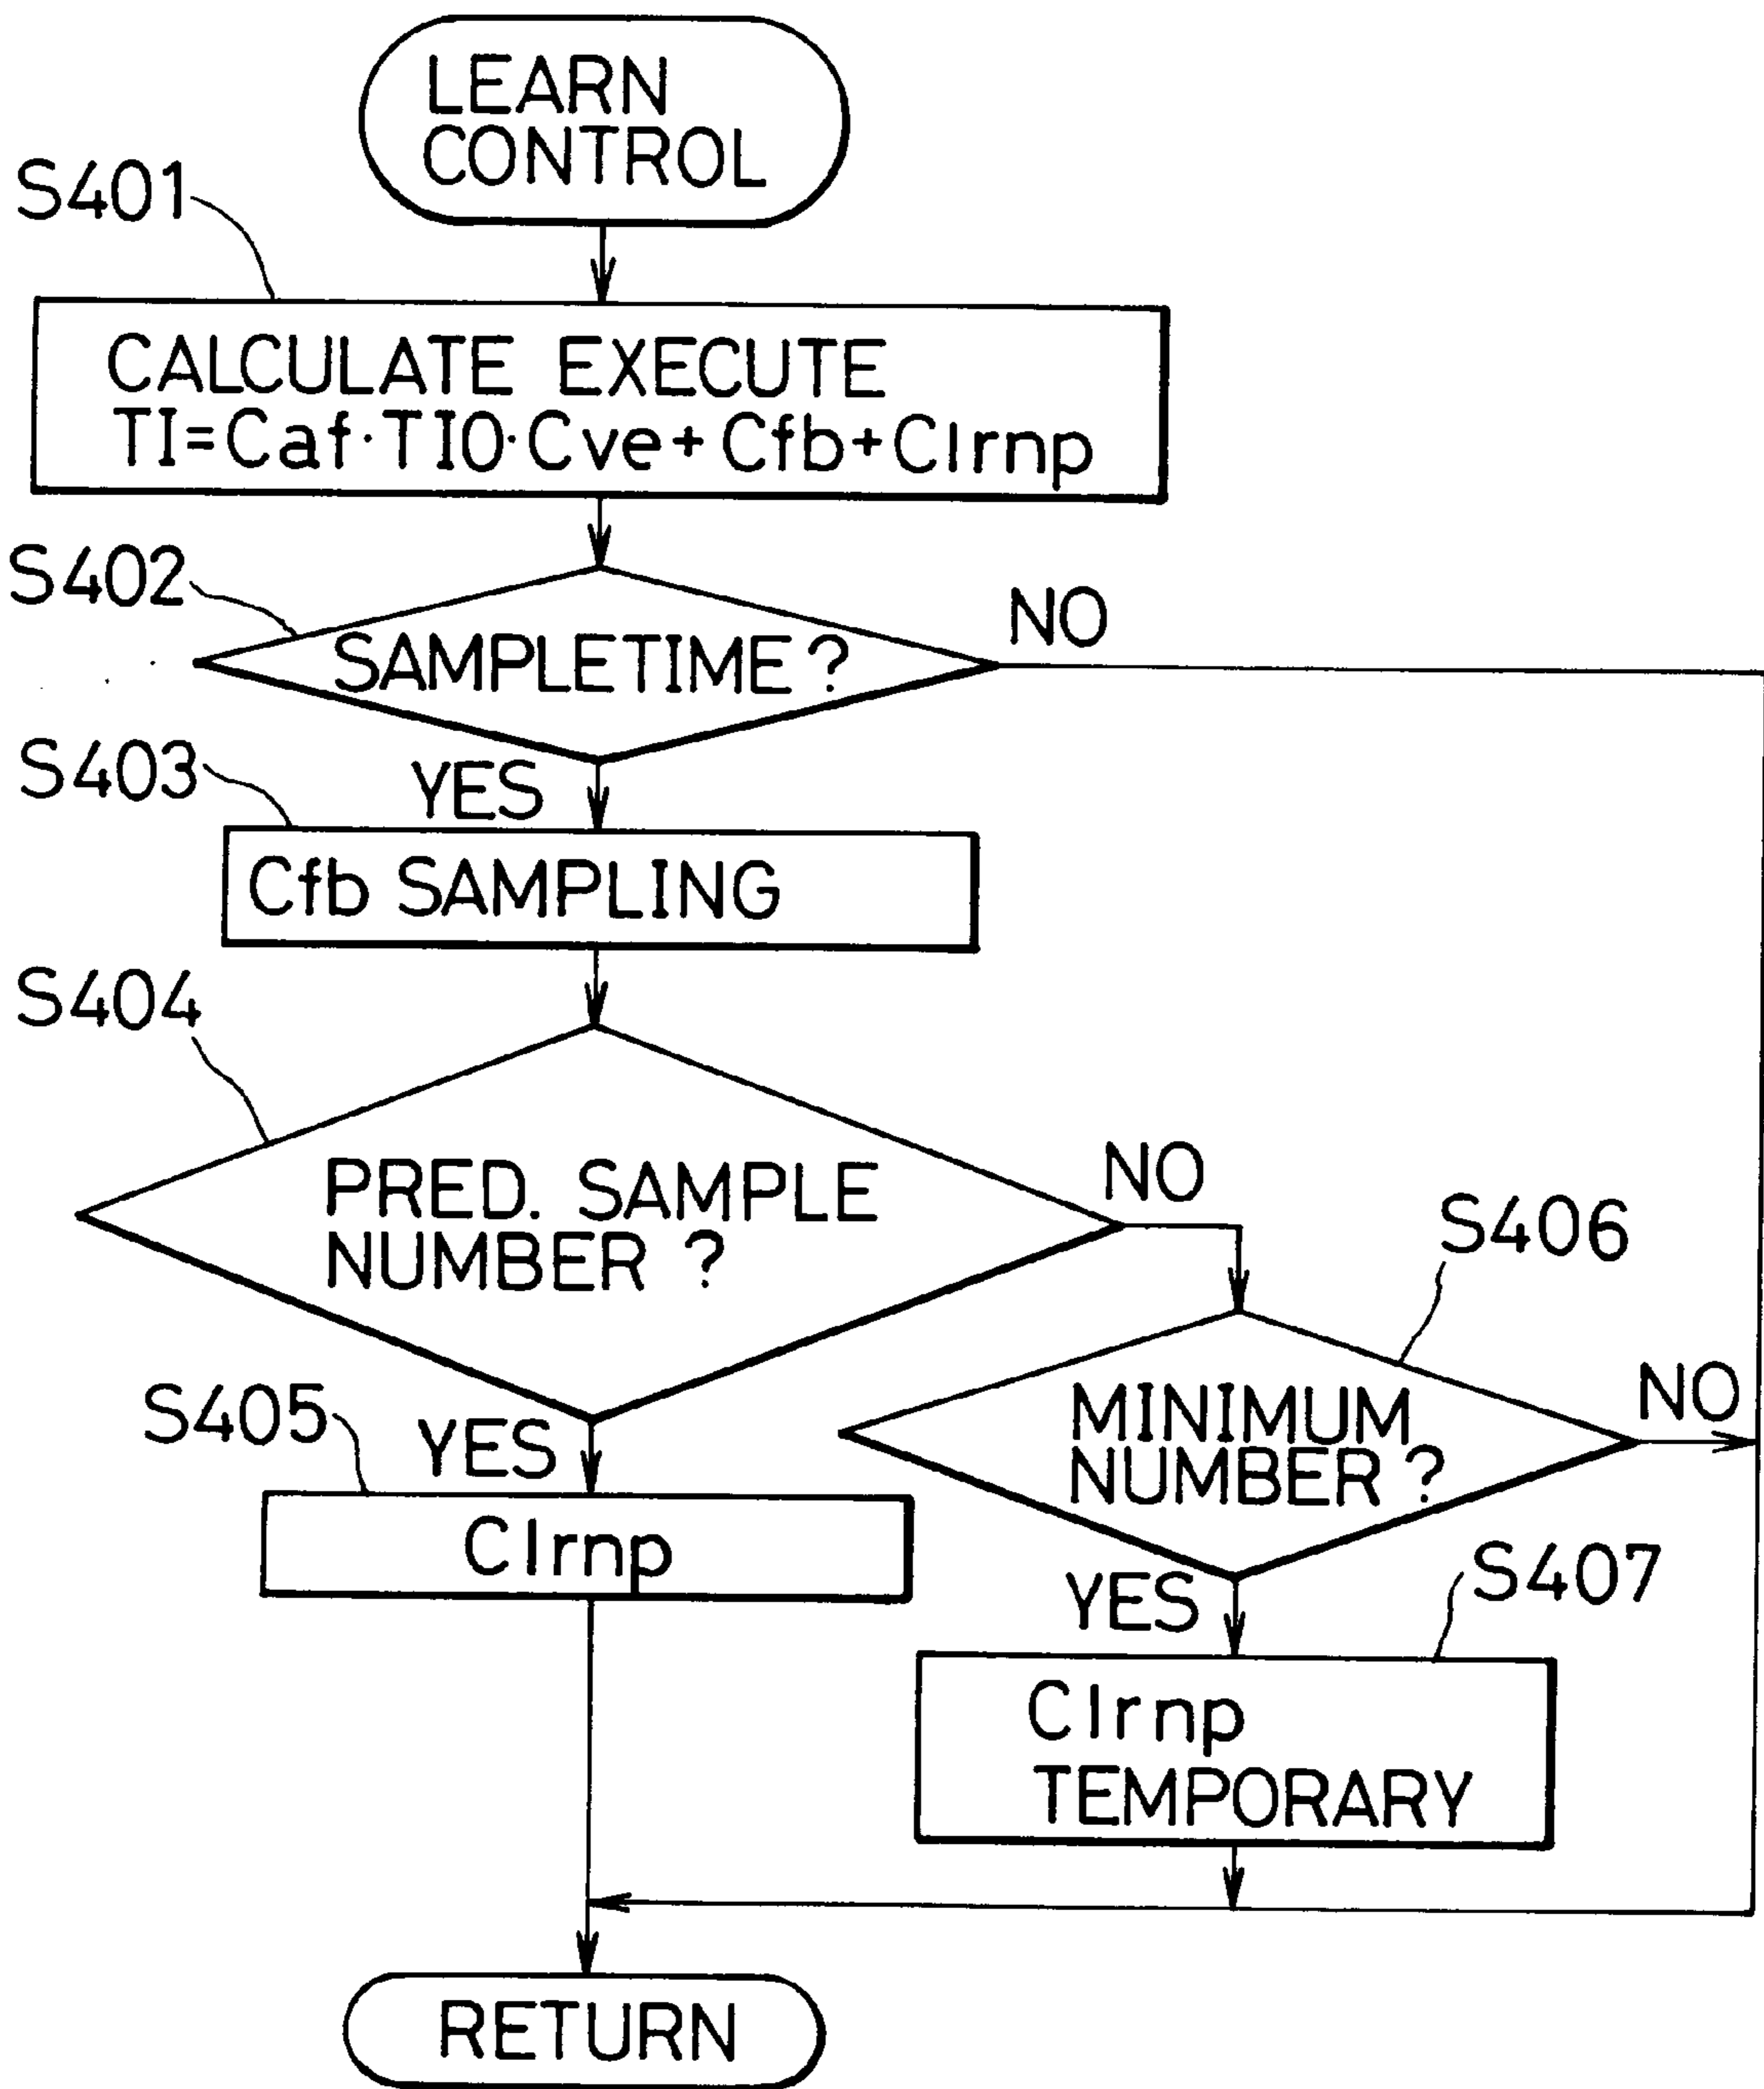 LEARN
CONTROL
S401
CALCULATE EXECUTE
TI=Caf·TIO·Cve+Cfb+Clrnp
S402
SAMPLETIME?
NO
YES
S403
Cfb SAMPLING
S404
PRED. SAMPLE
NUMBER ?
NO
YES
S405
Clrnp
S406
MINIMUM
NUMBER?
NO
YES
S407
Clrnp
TEMPORARY
RETURN